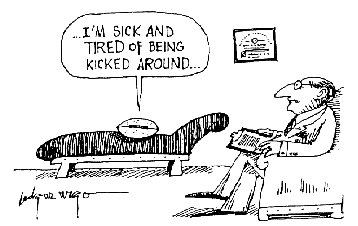 ...I'M SICK AND
TIRED OF BEING
KICKED AROUND...